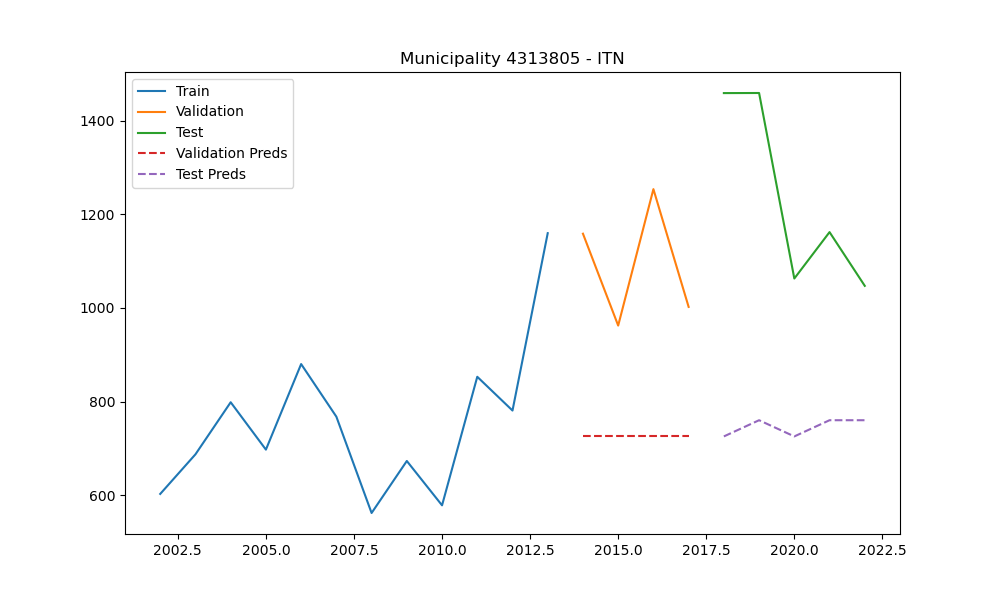 Municipality 4313805 - ITN
Train
Validation
Test
Validation Preds
Test Preds
1400
1200
1000
800
600
2002.5 2005.0 2007.5 2010.0 2012.5 2015.0 2017.5 2020.0 2022.5